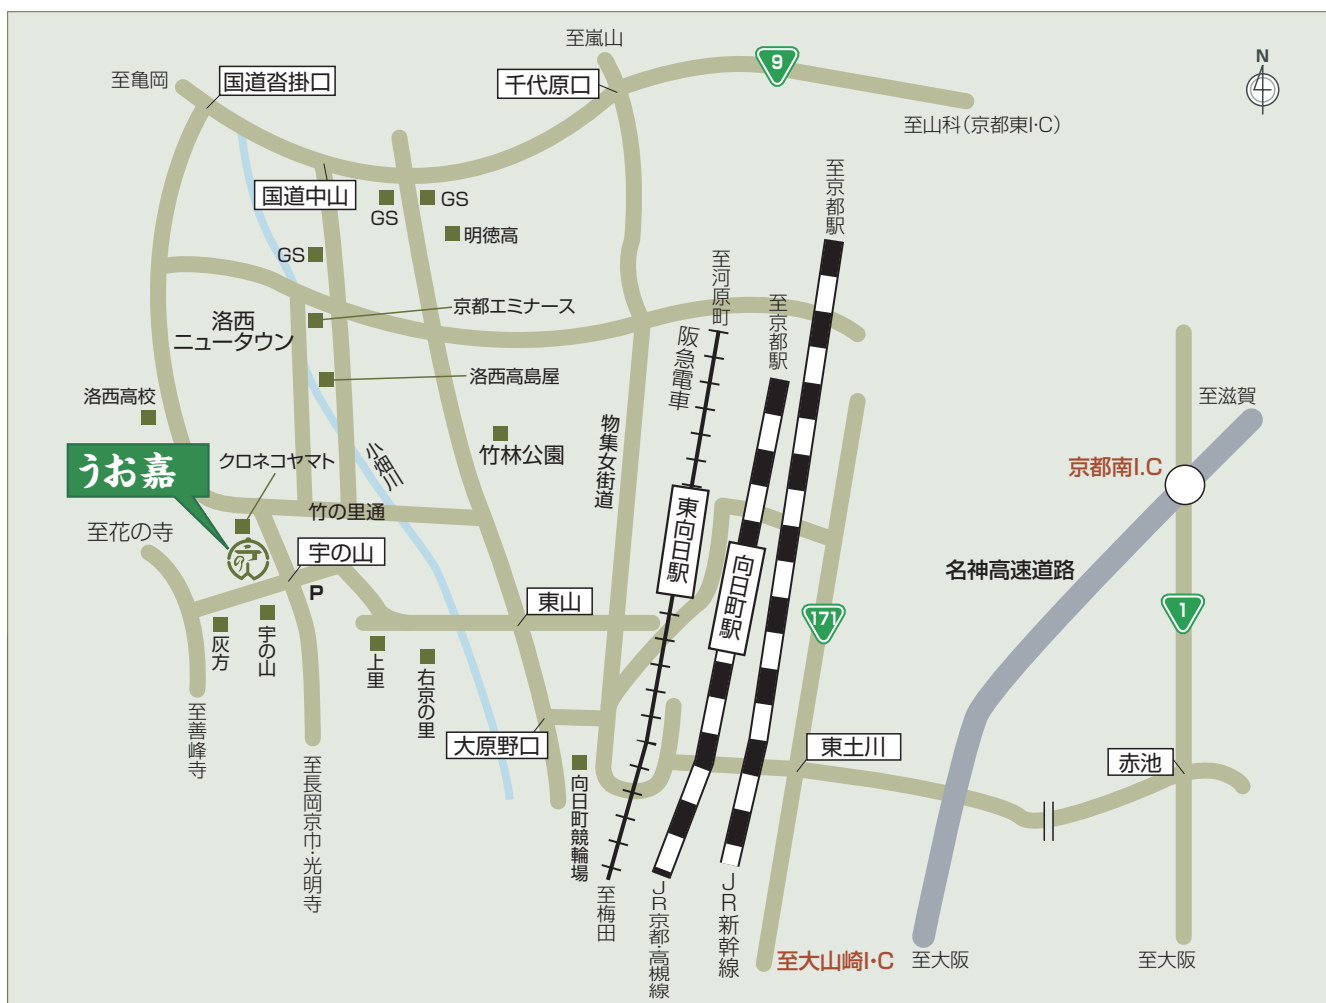 至嵐山
9
N
至亀岡
国道沓掛口
千代原口
至山科(京都東I・C)
国道中山
GS
GS
明徳高
至京都駅
GS
至河原町
至京都駅
洛西
ニュータウン
京都エミナース
阪急電車
洛西高島屋
洛西高校
至滋賀
物集女街道
小畑川
竹林公園
京都南I.C
うお嘉
クロネコヤマト
竹の里通
至花の寺
宇の山
東向日駅
向日町駅
名神高速道路
P
東山
171
1
灰方
宇の山
上里
右京の里
至善峰寺
大原野口
東土川
赤池
至長岡京市・光明寺
向日町競輪場
至梅田
JR京都・高槻線
JR新幹線
至大山崎I・C
至大阪
至大阪